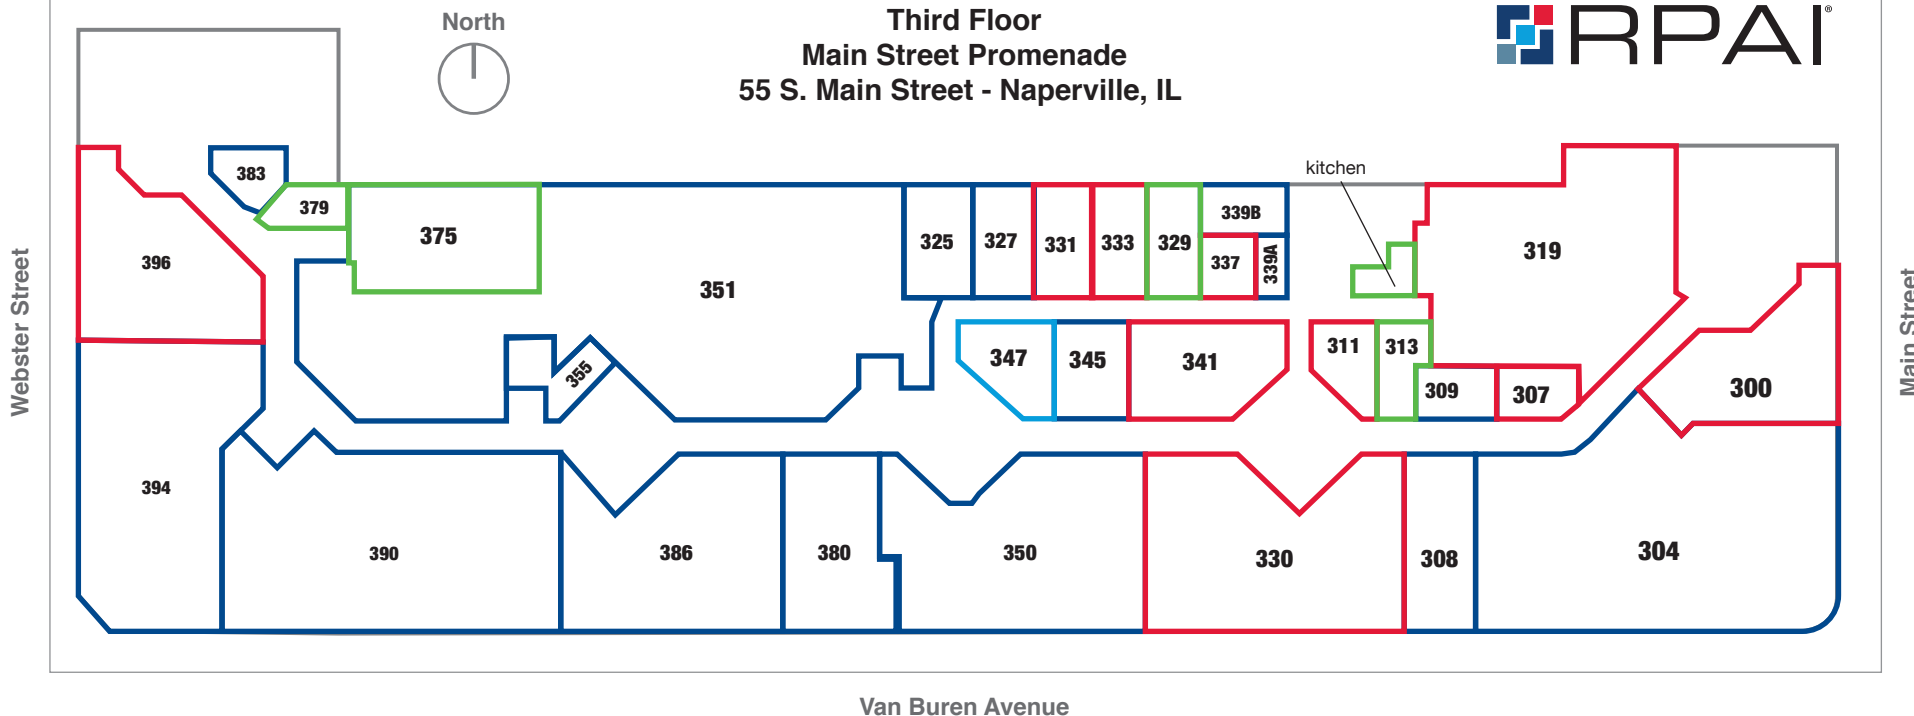 North
Third Floor
Main Street Promenade
55 S. Main Street - Naperville, IL
RPAI®
kitchen
383
379
375
396
351
325
327
331
333
329
339B
337
339A
319
347
345
341
311
313
309
307
300
355
394
390
386
380
350
330
308
304
Webster Street
Main Street
Van Buren Avenue